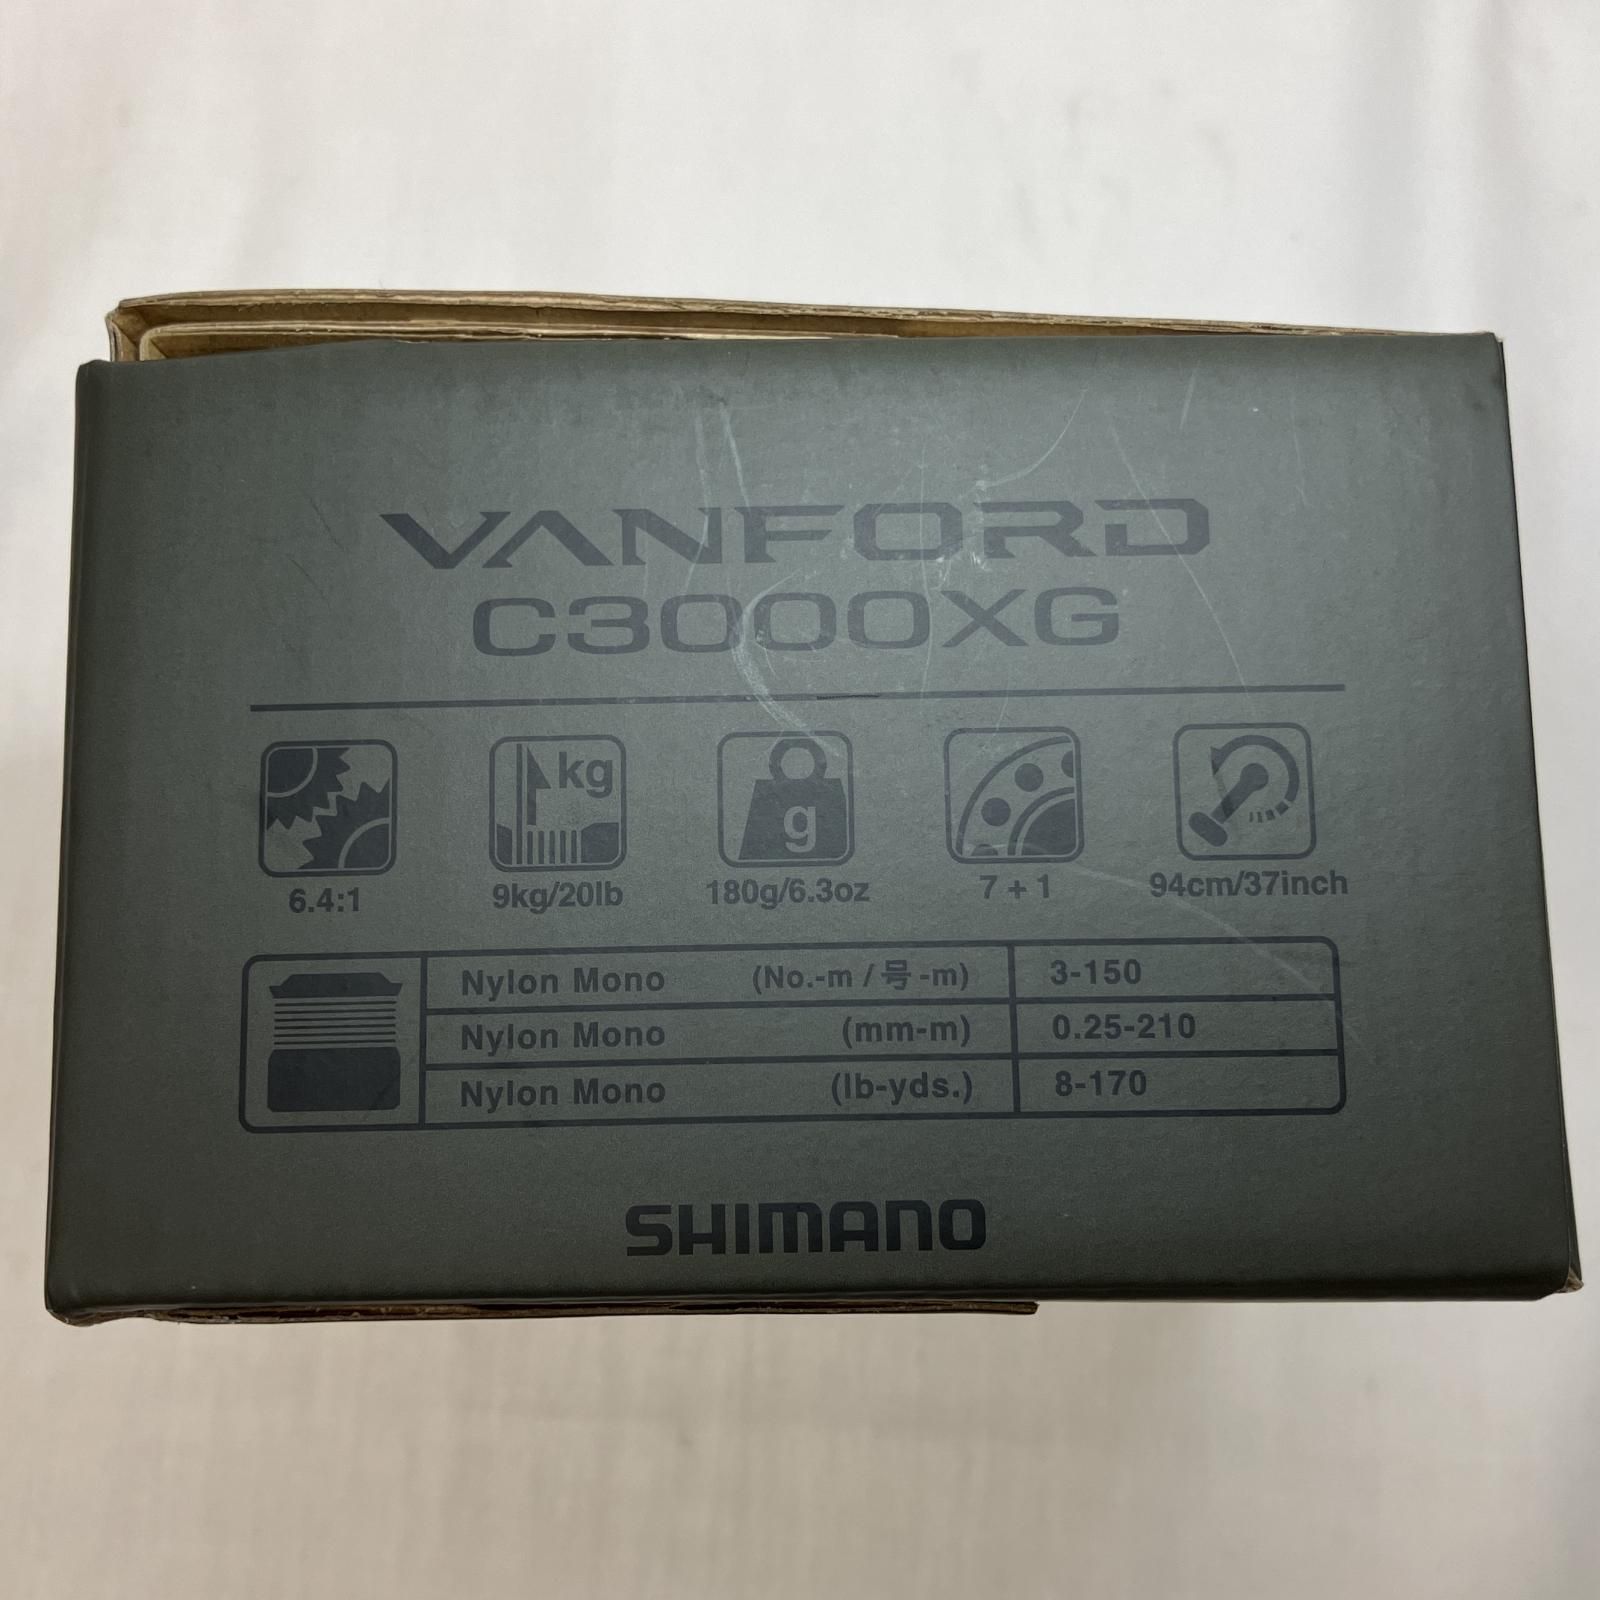 VANFORD
C3000XG
kg
g
6.4:1 9kg/20lb 180g/6.3oz 7+1 94cm/37inch
Nylon Mono (No.-m / 号 -m) 3-150
Nylon Mono (mm-m) 0.25-210
Nylon Mono (lb-yds.) 8-170
SHIMANO